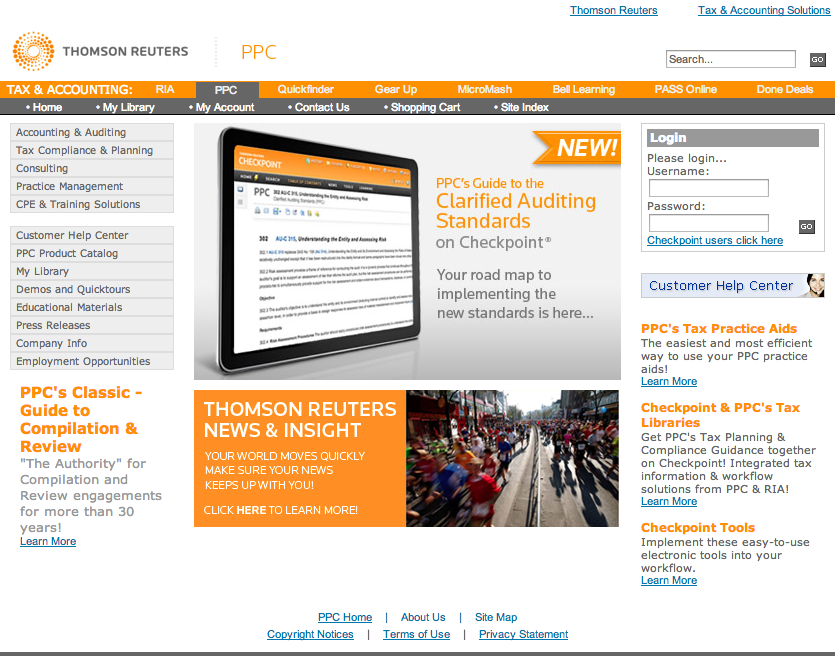 Thomson Reuters
Tax & Accounting Solutions
THOMSON REUTERS
PPC
Search...
GO
TAX & ACCOUNTING:
RIA
PPC
Quickfinder
Gear Up
MicroMash
Bell Learning
PASS Online
Done Deals
• Home
• My Library
• My Account
• Contact Us
• Shopping Cart
• Site Index
Accounting & Auditing
Tax Compliance & Planning
Consulting
Practice Management
CPE & Training Solutions
Customer Help Center
PPC Product Catalog
My Library
Demos and Quicktours
Educational Materials
Press Releases
Company Info
Employment Opportunities
PPC's Classic -
Guide to
Compilation &
Review
"The Authority" for
Compilation and
Review engagements
for more than 30
years!
Learn More
CHECKPOINT
HOME
SEARCH
TABLE OF CONTENTS
NEWS
TOOLS
LEARNING
PPC
302 AU-C 315, Understanding the Entity and Assessing Risk
302 AU-C 315, Understanding the Entity and Assessing Risk
Objective
Requirements
NEW!
PPC's Guide to the
Clarified Auditing
Standards
on Checkpoint®
Your road map to
implementing the
new standards is here...
THOMSON REUTERS
NEWS & INSIGHT
YOUR WORLD MOVES QUICKLY
MAKE SURE YOUR NEWS
KEEPS UP WITH YOU!
CLICK HERE TO LEARN MORE!
Login
Please login...
Username:
Password:
GO
Checkpoint users click here
Customer Help Center
PPC's Tax Practice Aids
The easiest and most efficient
way to use your PPC practice
aids!
Learn More
Checkpoint & PPC's Tax
Libraries
Get PPC's Tax Planning &
Compliance Guidance together
on Checkpoint! Integrated tax
information & workflow
solutions from PPC & RIA!
Learn More
Checkpoint Tools
Implement these easy-to-use
electronic tools into your
workflow.
Learn More
PPC Home | About Us | Site Map
Copyright Notices | Terms of Use | Privacy Statement